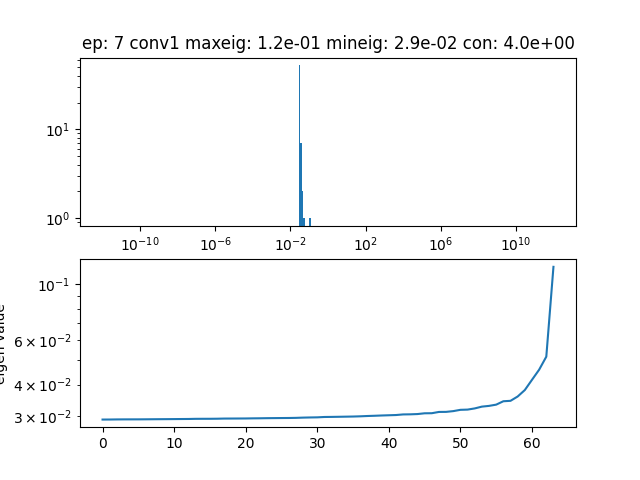 ep: 7 conv1 maxeig: 1.2e-01 mineig: 2.9e-02 con: 4.0e+00
10¹
10⁰
10⁻¹⁰ 10⁻⁶ 10⁻² 10² 10⁶ 10¹⁰
eigen value
10⁻¹
6 × 10⁻²
4 × 10⁻²
3 × 10⁻²
0 10 20 30 40 50 60